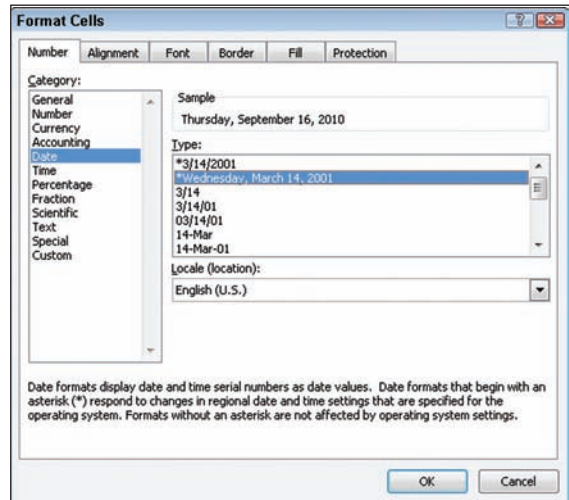 Format Cells
Number Alignment Font Border Fill Protection
Category:
General
Number
Currency
Accounting
Date
Time
Percentage
Fraction
Scientific
Text
Special
Custom
Sample
Thursday, September 16, 2010
Type:
*3/14/2001
*Wednesday, March 14, 2001
3/14
3/14/01
03/14/01
14-Mar
14-Mar-01
Locale (location):
English (U.S.)
Date formats display date and time serial numbers as date values. Date formats that begin with an
asterisk (*) respond to changes in regional date and time settings that are specified for the
operating system. Formats without an asterisk are not affected by operating system settings.
OK Cancel